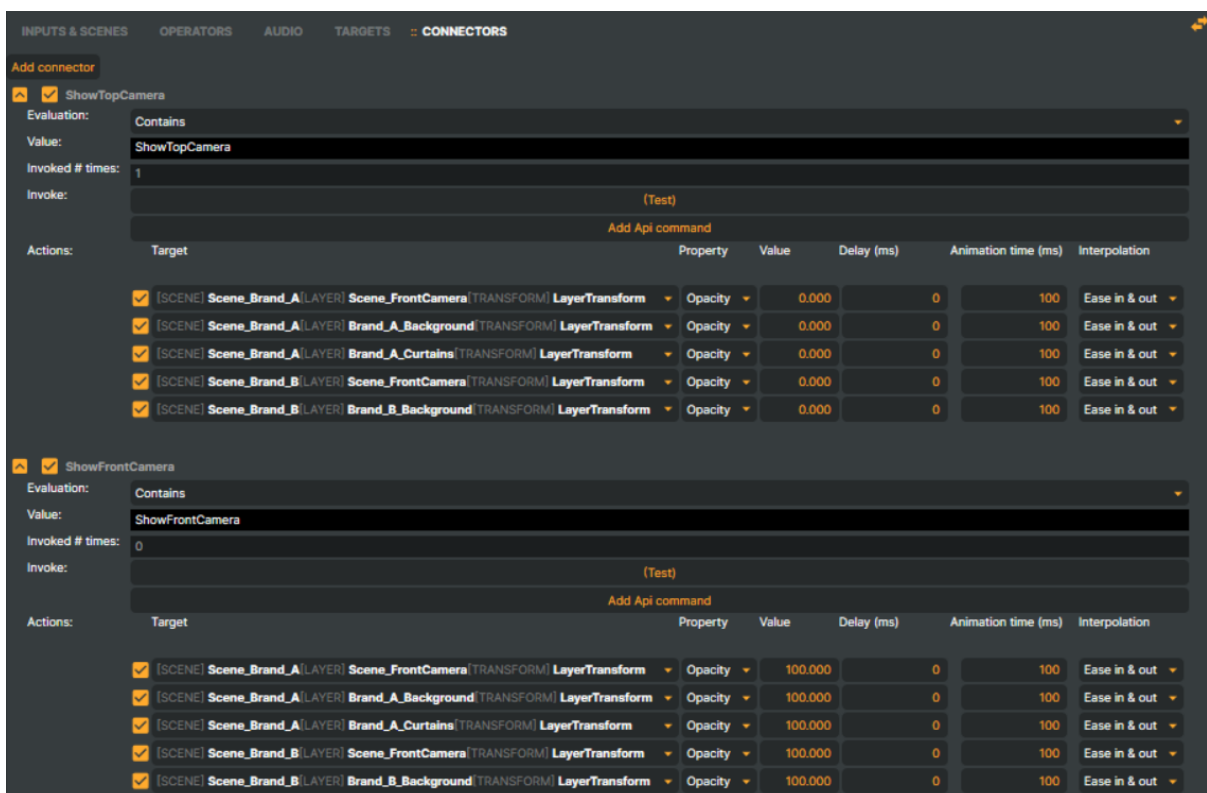 INPUTS & SCENES OPERATORS AUDIO TARGETS :: CONNECTORS
Add connector
ShowTopCamera
Evaluation: Contains
Value: ShowTopCamera
Invoked # times: 1
Invoke: (Test)
Add Api command
Actions: Target Property Value Delay (ms) Animation time (ms) Interpolation
[SCENE] Scene_Brand_A[LAYER] Scene_FrontCamera[TRANSFORM] LayerTransform Opacity 0.000 0 100 Ease in & out
[SCENE] Scene_Brand_A[LAYER] Brand_A_Background[TRANSFORM] LayerTransform Opacity 0.000 0 100 Ease in & out
[SCENE] Scene_Brand_A[LAYER] Brand_A_Curtains[TRANSFORM] LayerTransform Opacity 0.000 0 100 Ease in & out
[SCENE] Scene_Brand_B[LAYER] Scene_FrontCamera[TRANSFORM] LayerTransform Opacity 0.000 0 100 Ease in & out
[SCENE] Scene_Brand_B[LAYER] Brand_B_Background[TRANSFORM] LayerTransform Opacity 0.000 0 100 Ease in & out
ShowFrontCamera
Evaluation: Contains
Value: ShowFrontCamera
Invoked # times: 0
Invoke: (Test)
Add Api command
Actions: Target Property Value Delay (ms) Animation time (ms) Interpolation
[SCENE] Scene_Brand_A[LAYER] Scene_FrontCamera[TRANSFORM] LayerTransform Opacity 100.000 0 100 Ease in & out
[SCENE] Scene_Brand_A[LAYER] Brand_A_Background[TRANSFORM] LayerTransform Opacity 100.000 0 100 Ease in & out
[SCENE] Scene_Brand_A[LAYER] Brand_A_Curtains[TRANSFORM] LayerTransform Opacity 100.000 0 100 Ease in & out
[SCENE] Scene_Brand_B[LAYER] Scene_FrontCamera[TRANSFORM] LayerTransform Opacity 100.000 0 100 Ease in & out
[SCENE] Scene_Brand_B[LAYER] Brand_B_Background[TRANSFORM] LayerTransform Opacity 100.000 0 100 Ease in & out